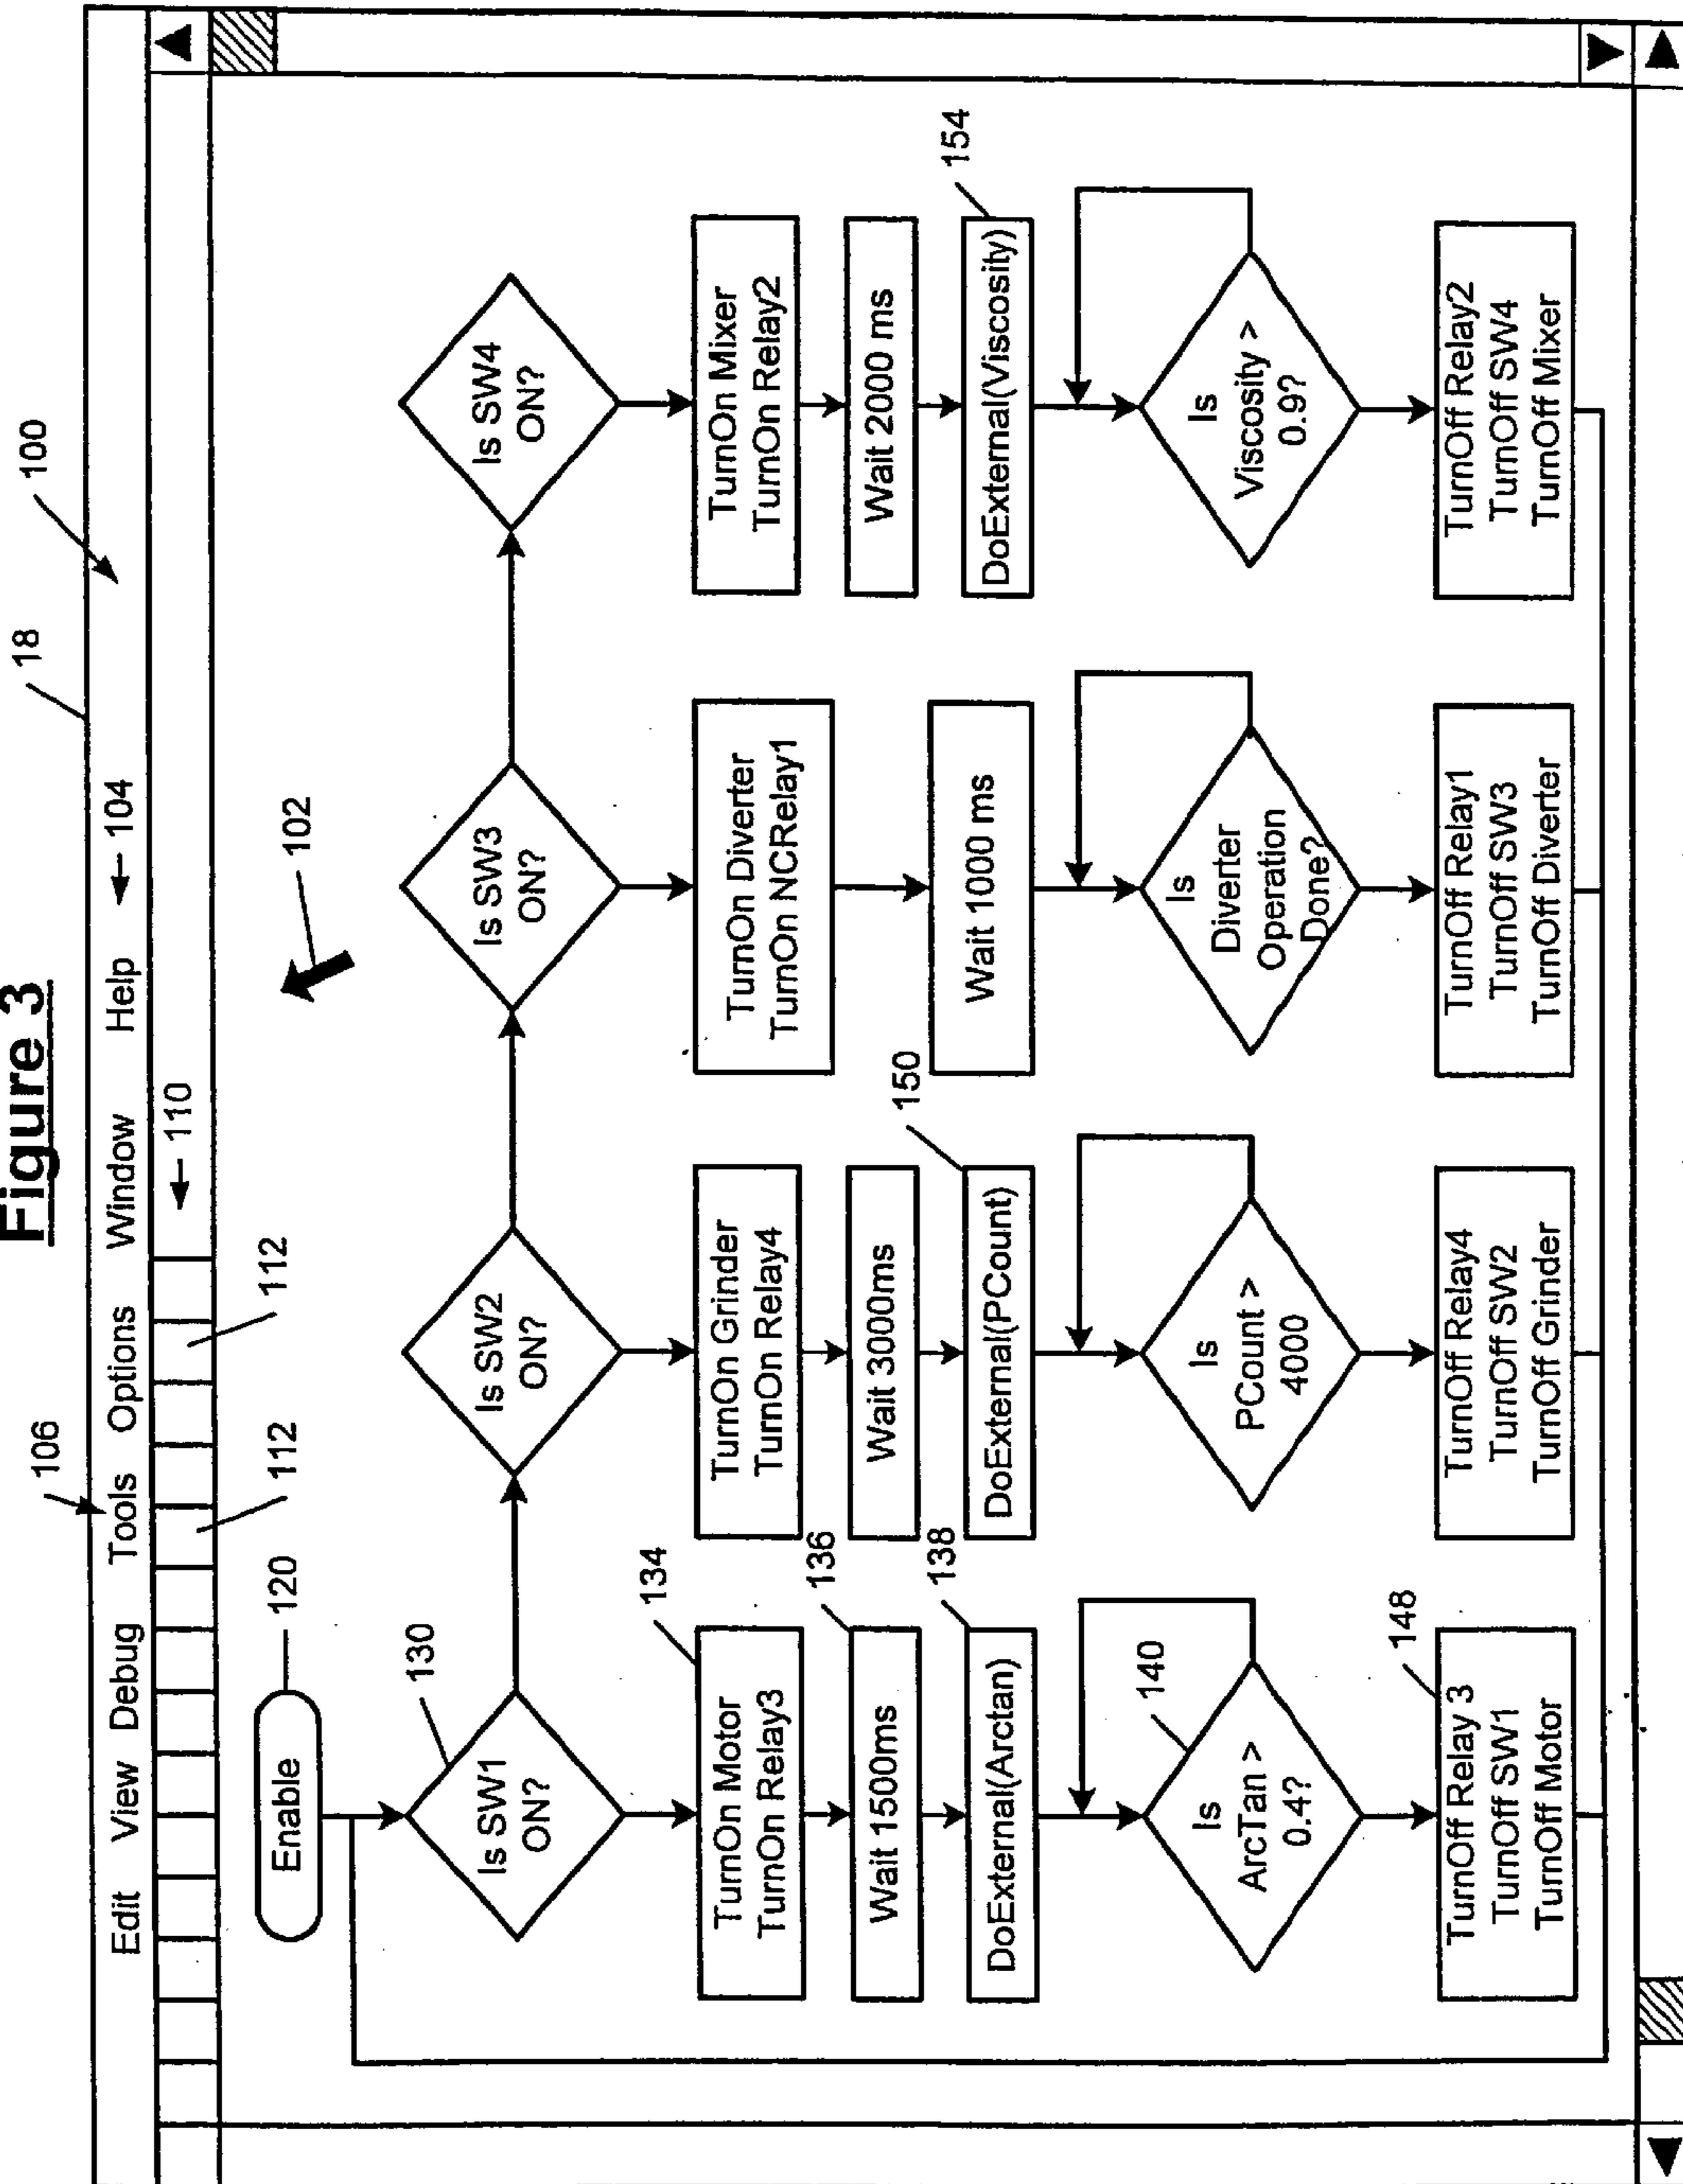 Figure 3
18
100
106
Edit View Debug Tools Options Window Help ← 104
← 110
112
112
120
102
Enable
130
Is SW1
ON?
Is SW2
ON?
Is SW3
ON?
Is SW4
ON?
134
TurnOn Motor
TurnOn Relay3
136
Wait 1500ms
138
DoExternal(Arctan)
140
Is
ArcTan >
0.4?
148
TurnOff Relay 3
TurnOff SW1
TurnOff Motor
TurnOn Grinder
TurnOn Relay4
Wait 3000ms
150
DoExternal(PCount)
Is
PCount >
4000
TurnOff Relay4
TurnOff SW2
TurnOff Grinder
TurnOn Diverter
TurnOn NCRelay1
Wait 1000 ms
Is
Diverter
Operation
Done?
TurnOff Relay1
TurnOff SW3
TurnOff Diverter
TurnOn Mixer
TurnOn Relay2
Wait 2000 ms
154
DoExternal(Viscosity)
Is
Viscosity >
0.9?
TurnOff Relay2
TurnOff SW4
TurnOff Mixer